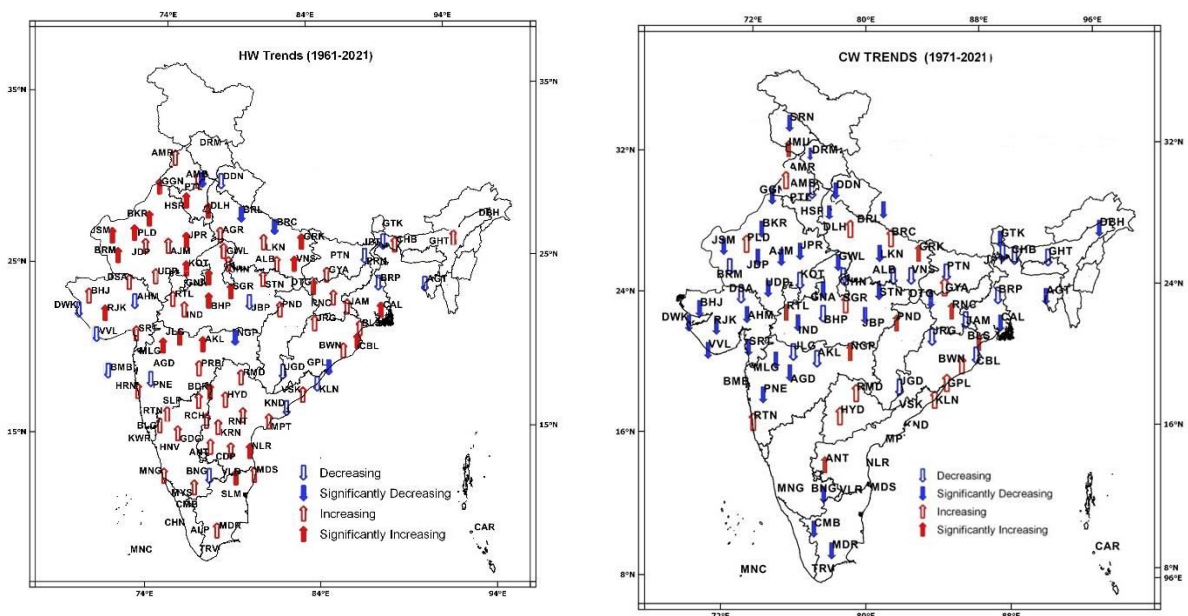 74°E 84°E 94°E
HW Trends (1961-2021)
35°N
35°N
DRM
AMR
AMB
DDN
GGN
PTL
HSR
DLH
BRL
BKR
BRC
GTK
DBH
JSM
PLD
JPR
AGR
GRK
CHB
GHT
BRM
JDP
AJM
GWL
LKN
PTN
PRN
25°N
25°N
DSA
UDP
KOT
ALB
VNS
GYA
BRP
AGT
BHJ
GNA
STN
DTG
DWK
RJK
AHM
RTL
SGR
JBP
PND
RNC
JAM
CAL
IND
BHP
JRG
VVL
SRT
JLG
AKL
NGP
BWN
CBL
MLG
AGD
PRB
GPL
BMB
PNE
RMD
JGD
KLN
HRN
BDR
VSK
SLP
HYD
KND
RTN
RCH
RNT
15°N
BLG
KRN
MPT
15°N
KWR
GDG
HNV
ANT
CDP
NLR
MNG
BNG
VLR
MDS
MYS
SLM
CMB
CHN
ALP
MDR
MNC
TRV
CAR
Decreasing
Significantly Decreasing
Increasing
Significantly Increasing
74°E 84°E 94°E
72°E 80°E 88°E 96°E
CW TRENDS (1971-2021)
SRN
32°N
JMU
DRM
32°N
AMR
AMB
DDN
GGN
PTL
HSR
BRL
BKR
DLH
DBH
JSM
PLD
JPR
BRC
GTK
AJM
GRK
CHB
GHT
JDP
GWL
LKN
BRM
KOT
ALB
VNS
PTN
24°N
DSA
UDP
STN
GYA
BRP
AGT
24°N
BHJ
GNA
SGR
DTG
RNC
DWK
AHM
RTL
BHP
JBP
PND
JAM
CAL
RJK
IND
JRG
BLS
VVL
SRT
JLG
AKL
NGP
BWN
CBL
MLG
AGD
BMB
PNE
RMD
JGD
GPL
KLN
RTN
HYD
VSK
16°N
KND
16°N
MP
ANT
NLR
MNG
BNG
VLR
MDS
CMB
MDR
MNC
TRV
CAR
8°N
8°N
Decreasing
Significantly Decreasing
Increasing
Significantly Increasing
72°E 80°E 88°E 96°E